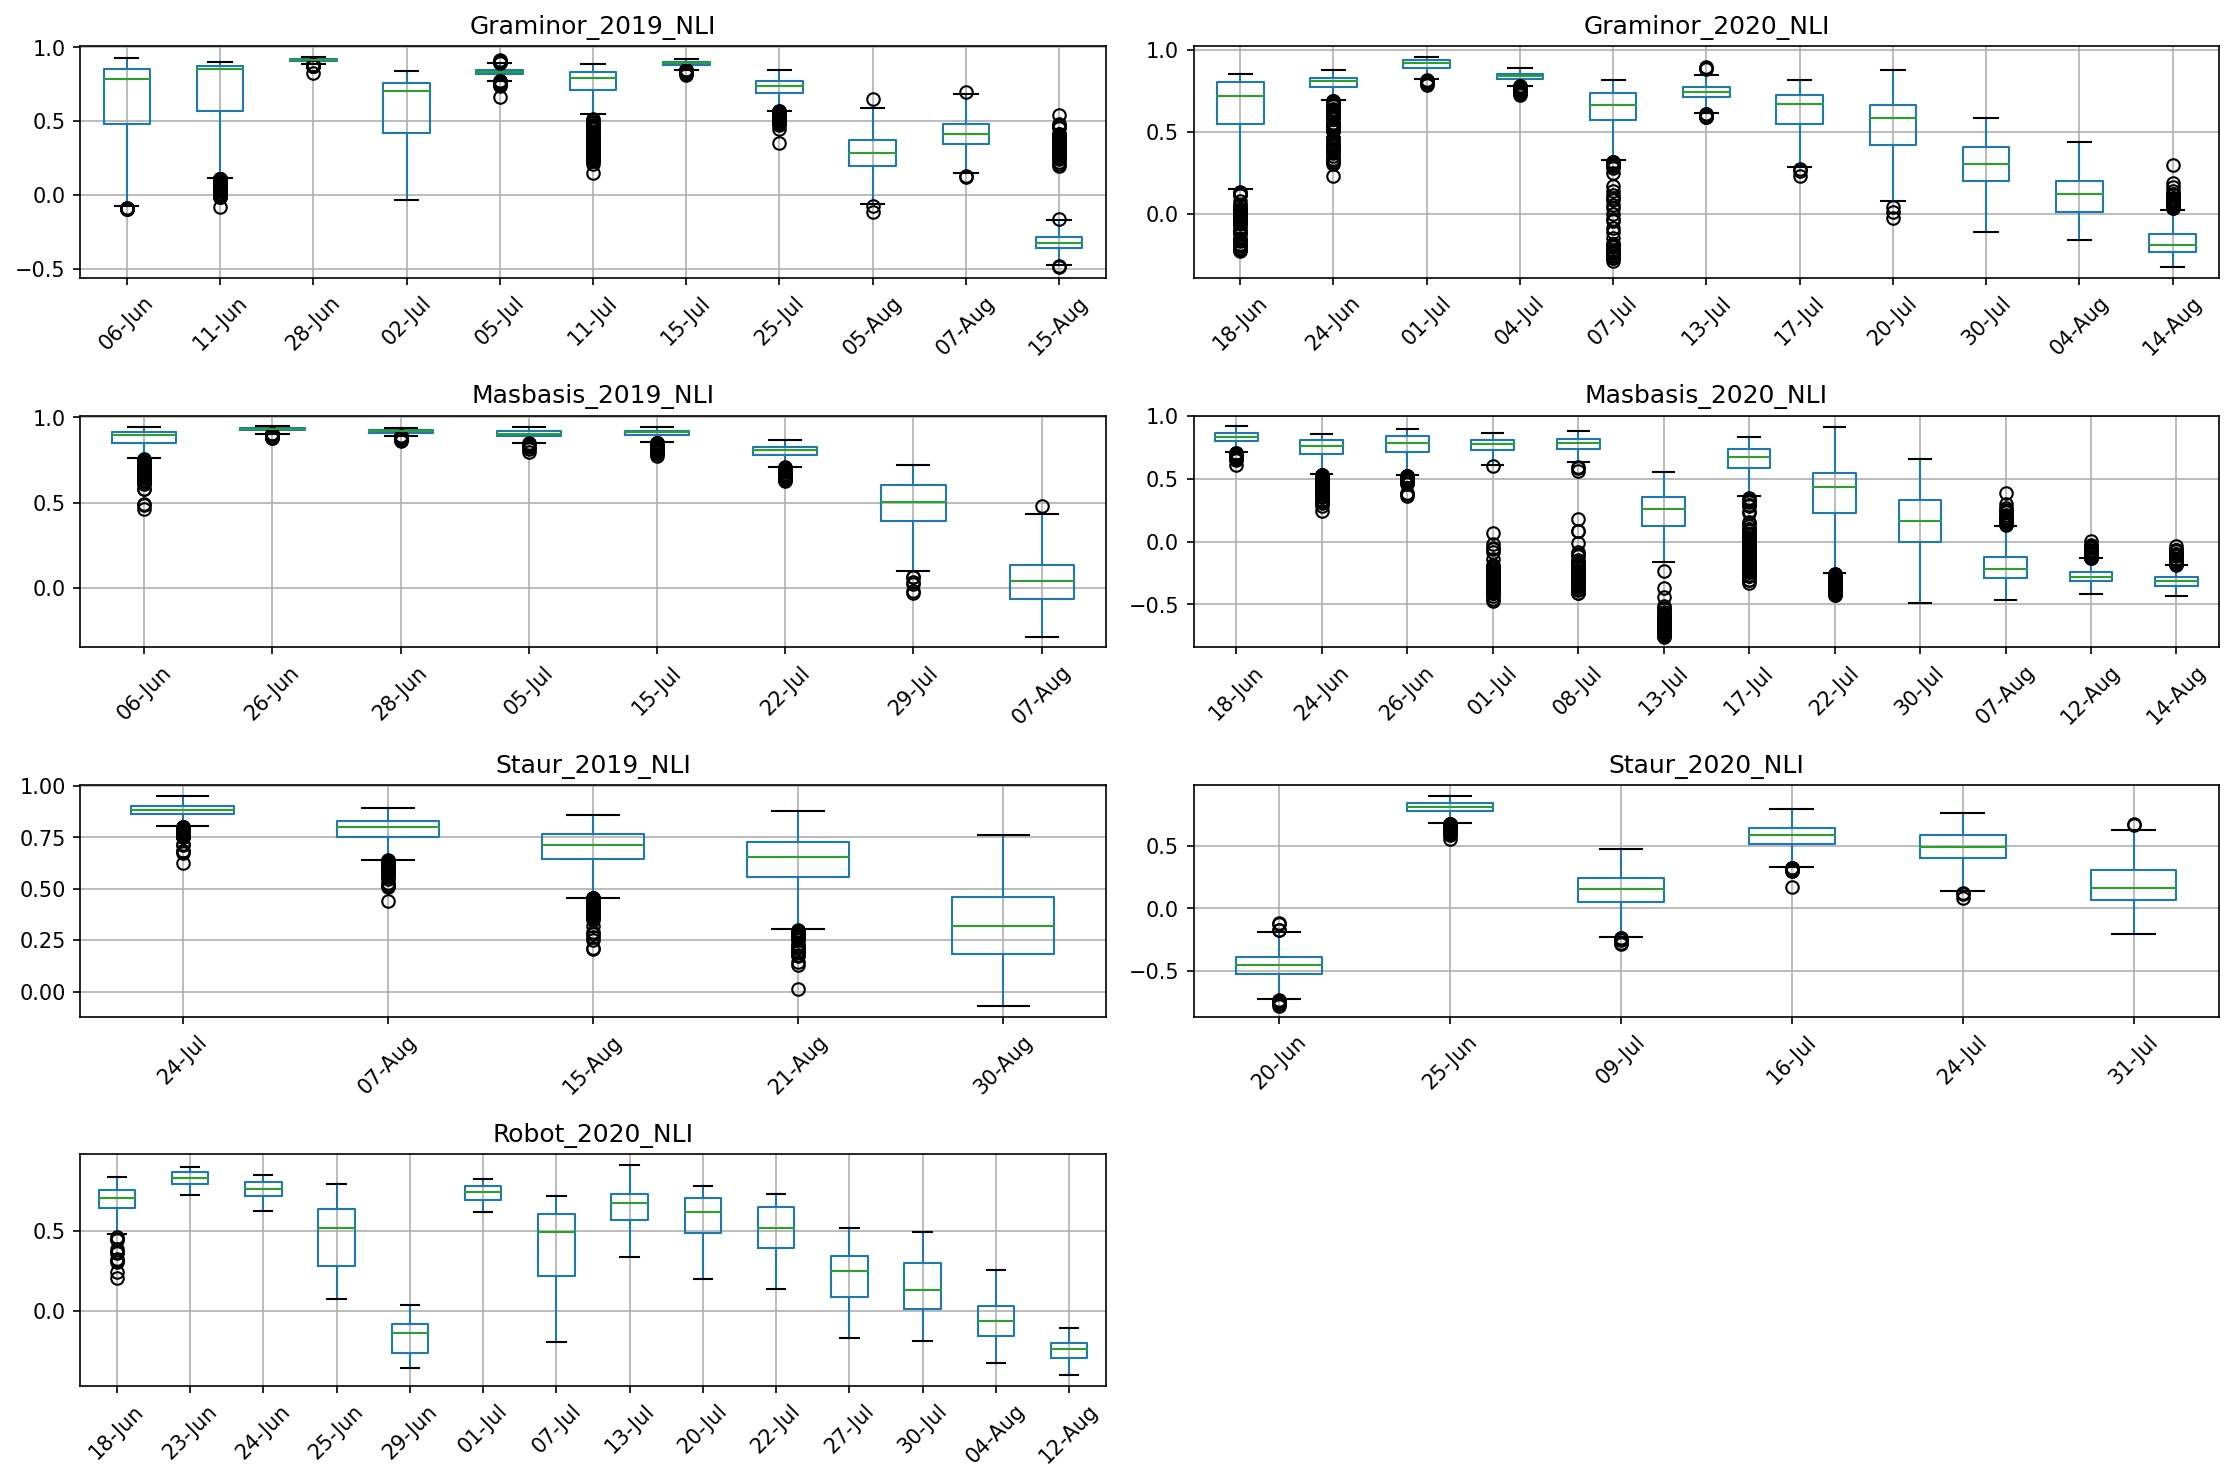 Graminor_2019_NLI
1.0
0.5
0.0
−0.5
06-Jun 11-Jun 28-Jun 02-Jul 05-Jul 11-Jul 15-Jul 25-Jul 05-Aug 07-Aug 15-Aug
Graminor_2020_NLI
1.0
0.5
0.0
18-Jun 24-Jun 01-Jul 04-Jul 07-Jul 13-Jul 17-Jul 20-Jul 30-Jul 04-Aug 14-Aug
Masbasis_2019_NLI
1.0
0.5
0.0
06-Jun 26-Jun 28-Jun 05-Jul 15-Jul 22-Jul 29-Jul 07-Aug
Masbasis_2020_NLI
1.0
0.5
0.0
−0.5
18-Jun 24-Jun 26-Jun 01-Jul 08-Jul 13-Jul 17-Jul 22-Jul 30-Jul 07-Aug 12-Aug 14-Aug
Staur_2019_NLI
1.00
0.75
0.50
0.25
0.00
24-Jul 07-Aug 15-Aug 21-Aug 30-Aug
Staur_2020_NLI
0.5
0.0
−0.5
20-Jun 25-Jun 09-Jul 16-Jul 24-Jul 31-Jul
Robot_2020_NLI
0.5
0.0
18-Jun 23-Jun 24-Jun 25-Jun 29-Jun 01-Jul 07-Jul 13-Jul 20-Jul 22-Jul 27-Jul 30-Jul 04-Aug 12-Aug